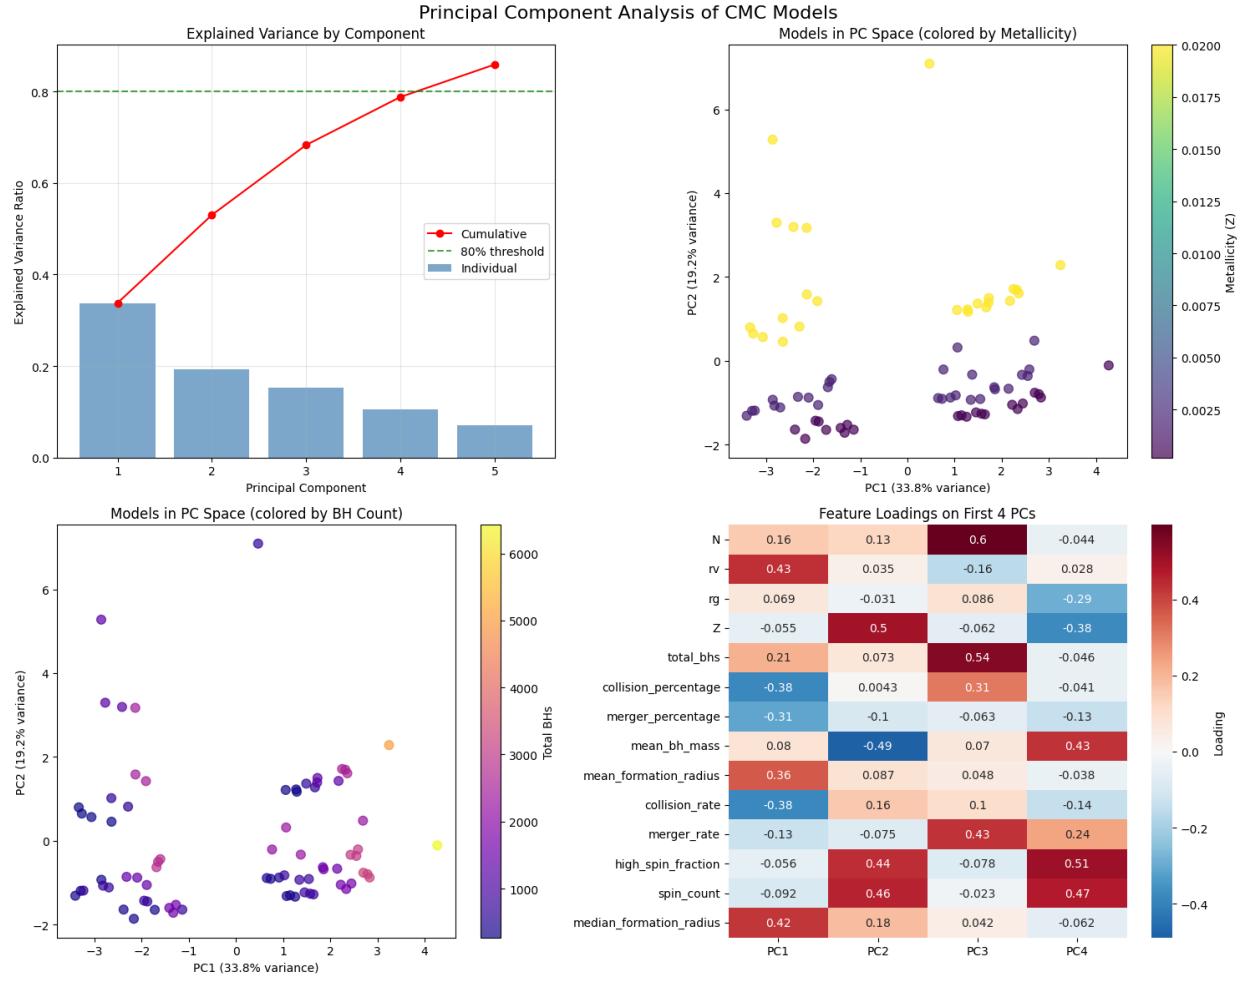 Principal Component Analysis of CMC Models
Explained Variance by Component
Explained Variance Ratio
0.8
0.6
0.4
0.2
0.0
1 2 3 4 5
Principal Component
Cumulative
80% threshold
Individual
Models in PC Space (colored by Metallicity)
PC2 (19.2% variance)
6
4
2
0
−2
−3 −2 −1 0 1 2 3 4
PC1 (33.8% variance)
0.0200
0.0175
0.0150
0.0125
0.0100
0.0075
0.0050
0.0025
Metallicity (Z)
Models in PC Space (colored by BH Count)
PC2 (19.2% variance)
6
4
2
0
−2
−3 −2 −1 0 1 2 3 4
PC1 (33.8% variance)
6000
5000
4000
3000
2000
1000
Total BHs
Feature Loadings on First 4 PCs
N 0.16 0.13 0.6 -0.044
rv 0.43 0.035 -0.16 0.028
rg 0.069 -0.031 0.086 -0.29
Z -0.055 0.5 -0.062 -0.38
total_bhs 0.21 0.073 0.54 -0.046
collision_percentage -0.38 0.0043 0.31 -0.041
merger_percentage -0.31 -0.1 -0.063 -0.13
mean_bh_mass 0.08 -0.49 0.07 0.43
mean_formation_radius 0.36 0.087 0.048 -0.038
collision_rate -0.38 0.16 0.1 -0.14
merger_rate -0.13 -0.075 0.43 0.24
high_spin_fraction -0.056 0.44 -0.078 0.51
spin_count -0.092 0.46 -0.023 0.47
median_formation_radius 0.42 0.18 0.042 -0.062
PC1 PC2 PC3 PC4
0.4
0.2
0.0
−0.2
−0.4
Loading